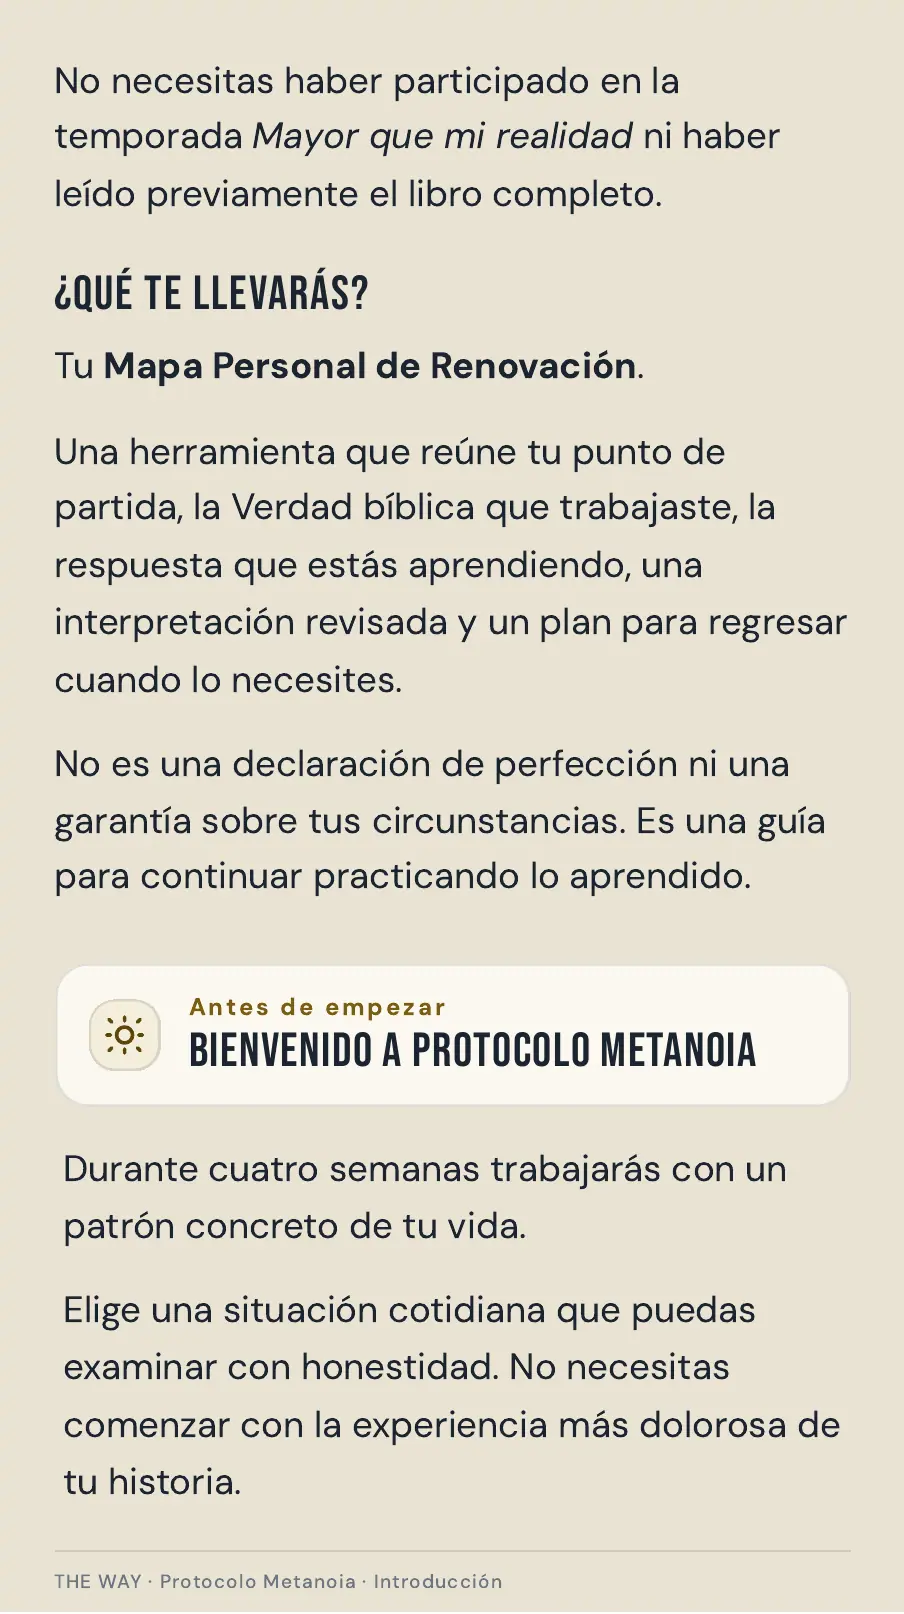 No necesitas haber participado en la
temporada Mayor que mi realidad ni haber
leído previamente el libro completo.
¿QUÉ TE LLEVARÁS?
Tu Mapa Personal de Renovación.
Una herramienta que reúne tu punto de
partida, la Verdad bíblica que trabajaste, la
respuesta que estás aprendiendo, una
interpretación revisada y un plan para regresar
cuando lo necesites.
No es una declaración de perfección ni una
garantía sobre tus circunstancias. Es una guía
para continuar practicando lo aprendido.
Antes de empezar
BIENVENIDO A PROTOCOLO METANOIA
Durante cuatro semanas trabajarás con un
patrón concreto de tu vida.
Elige una situación cotidiana que puedas
examinar con honestidad. No necesitas
comenzar con la experiencia más dolorosa de
tu historia.
THE WAY · Protocolo Metanoia · Introducción